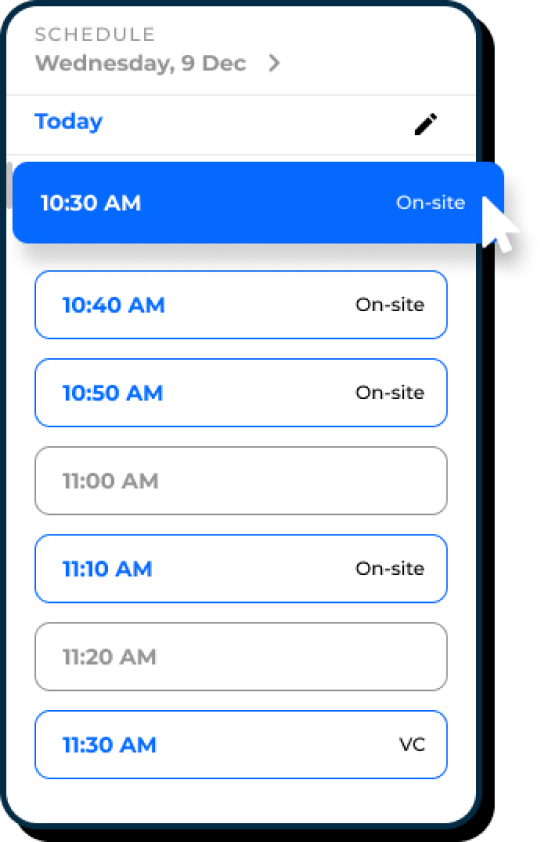 SCHEDULE
Wednesday, 9 Dec
Today
10:30 AM On-site
10:40 AM On-site
10:50 AM On-site
11:00 AM
11:10 AM On-site
11:20 AM
11:30 AM VC